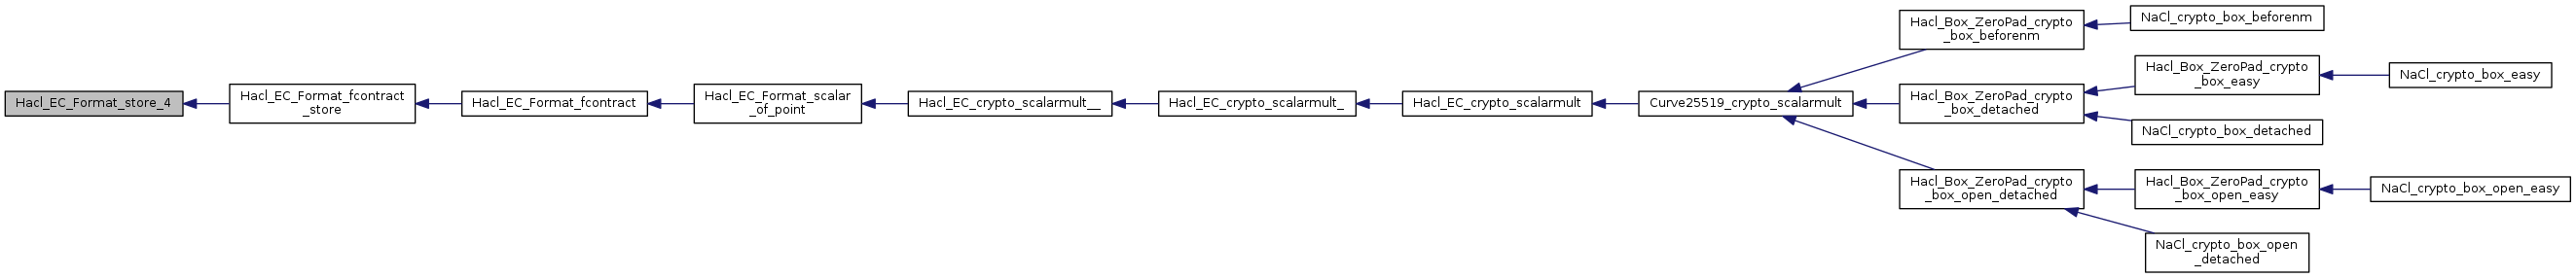 Hacl_EC_Format_store_4
Hacl_EC_Format_fcontract
_store
Hacl_EC_Format_fcontract
Hacl_EC_Format_scalar
_of_point
Hacl_EC_crypto_scalarmult__
Hacl_EC_crypto_scalarmult_
Hacl_EC_crypto_scalarmult
Curve25519_crypto_scalarmult
Hacl_Box_ZeroPad_crypto
_box_beforenm
NaCl_crypto_box_beforenm
Hacl_Box_ZeroPad_crypto
_box_detached
Hacl_Box_ZeroPad_crypto
_box_easy
NaCl_crypto_box_easy
NaCl_crypto_box_detached
Hacl_Box_ZeroPad_crypto
_box_open_detached
Hacl_Box_ZeroPad_crypto
_box_open_easy
NaCl_crypto_box_open_easy
NaCl_crypto_box_open
_detached